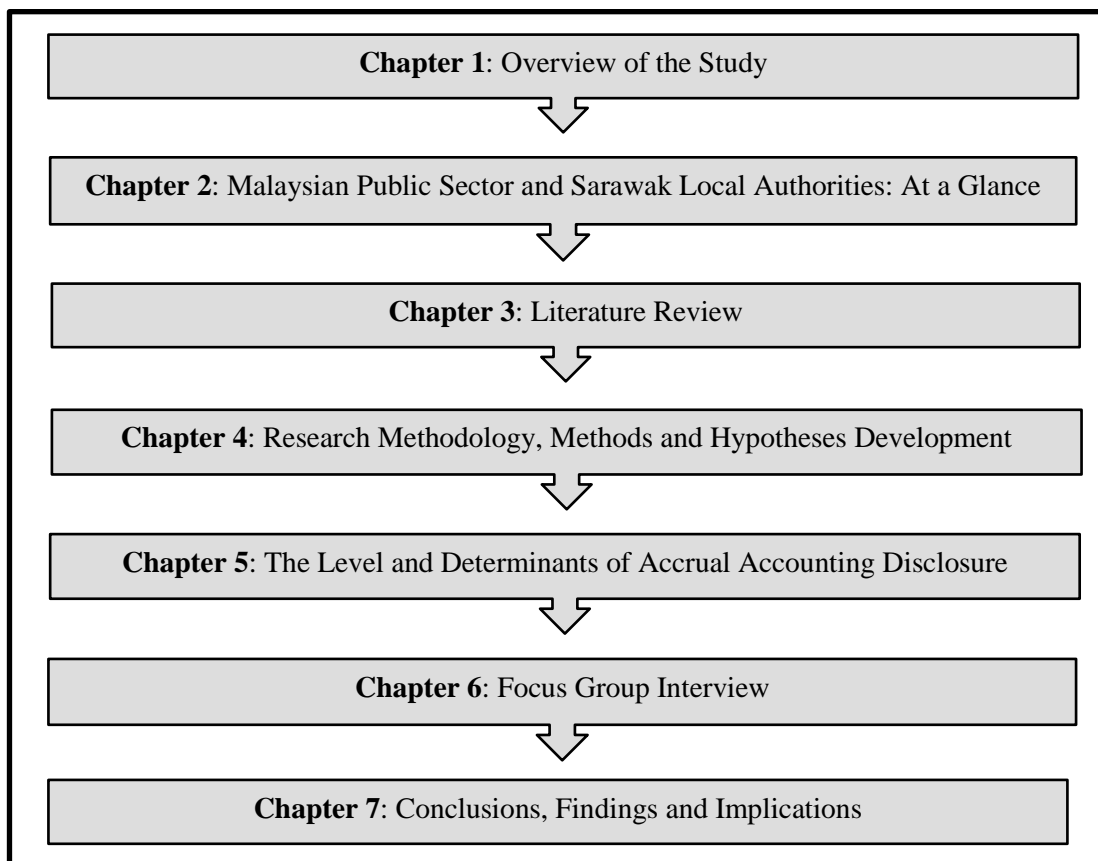 Chapter 1: Overview of the Study
Chapter 2: Malaysian Public Sector and Sarawak Local Authorities: At a Glance
Chapter 3: Literature Review
Chapter 4: Research Methodology, Methods and Hypotheses Development
Chapter 5: The Level and Determinants of Accrual Accounting Disclosure
Chapter 6: Focus Group Interview
Chapter 7: Conclusions, Findings and Implications